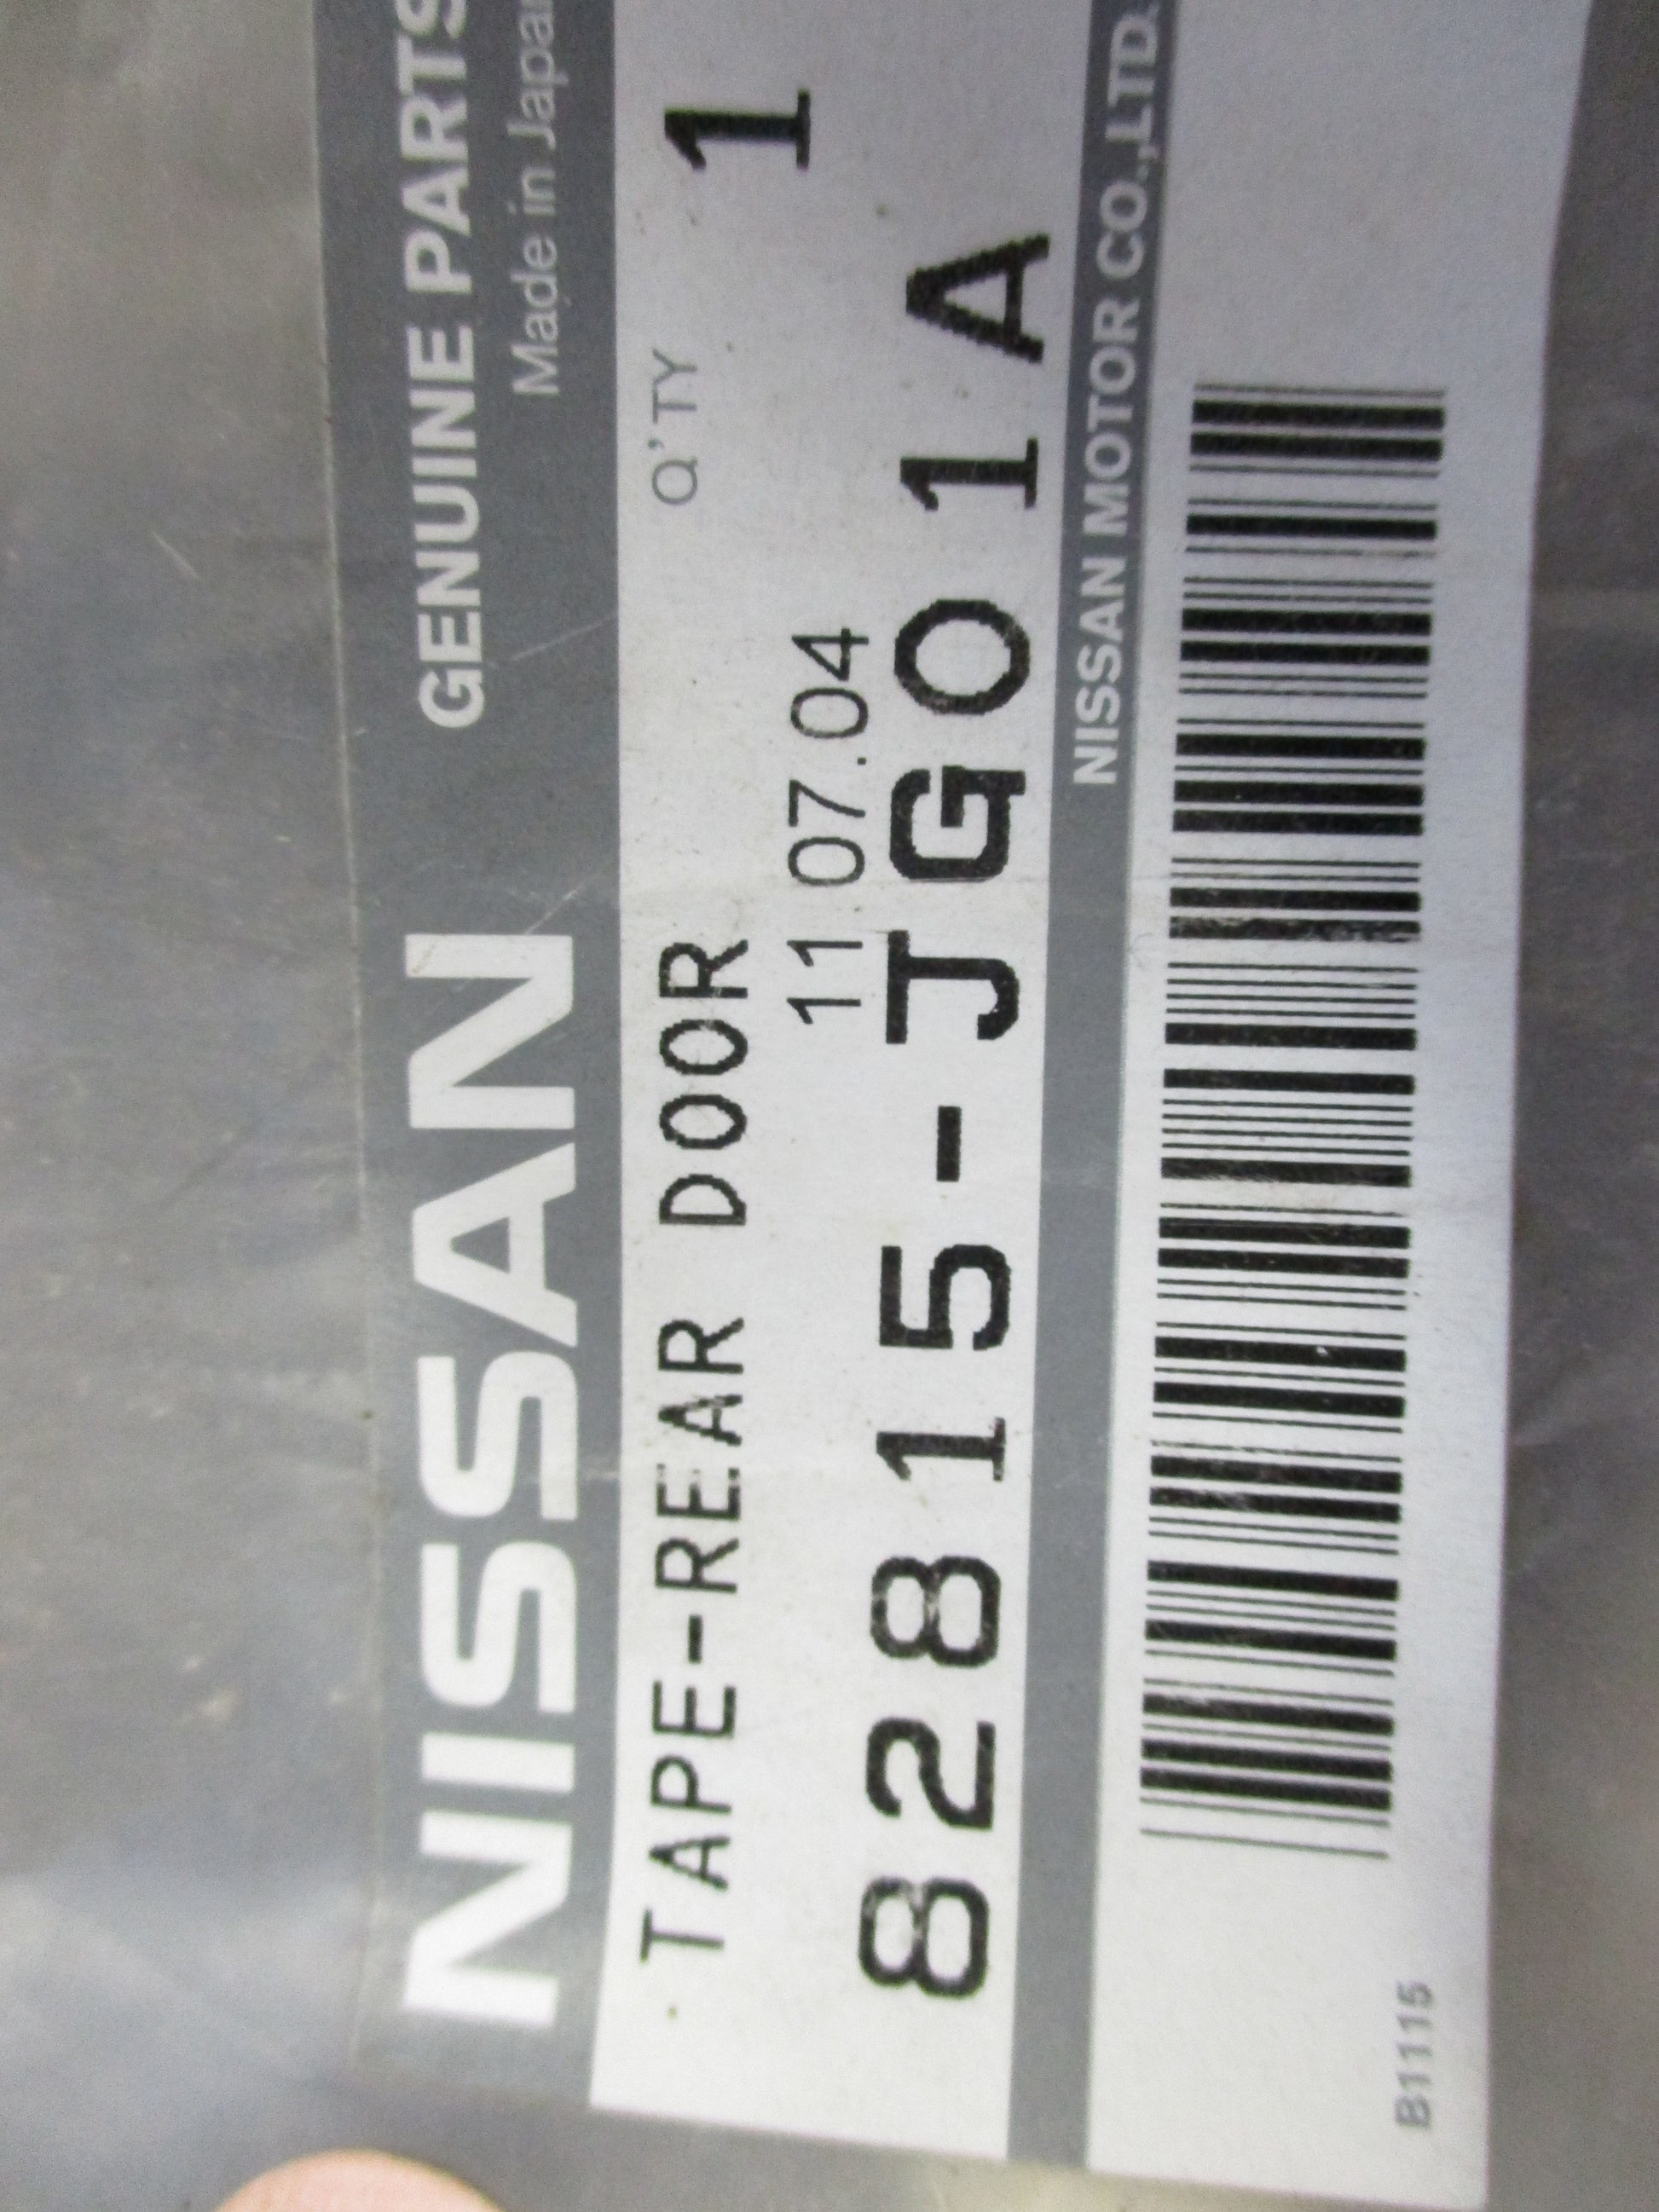 NISSAN GENUINE PARTS
Made in Japan
TAPE-REAR DOOR Q'TY 1
11 07.04
82815-JG01A
NISSAN MOTOR CO.,LTD.
B1115